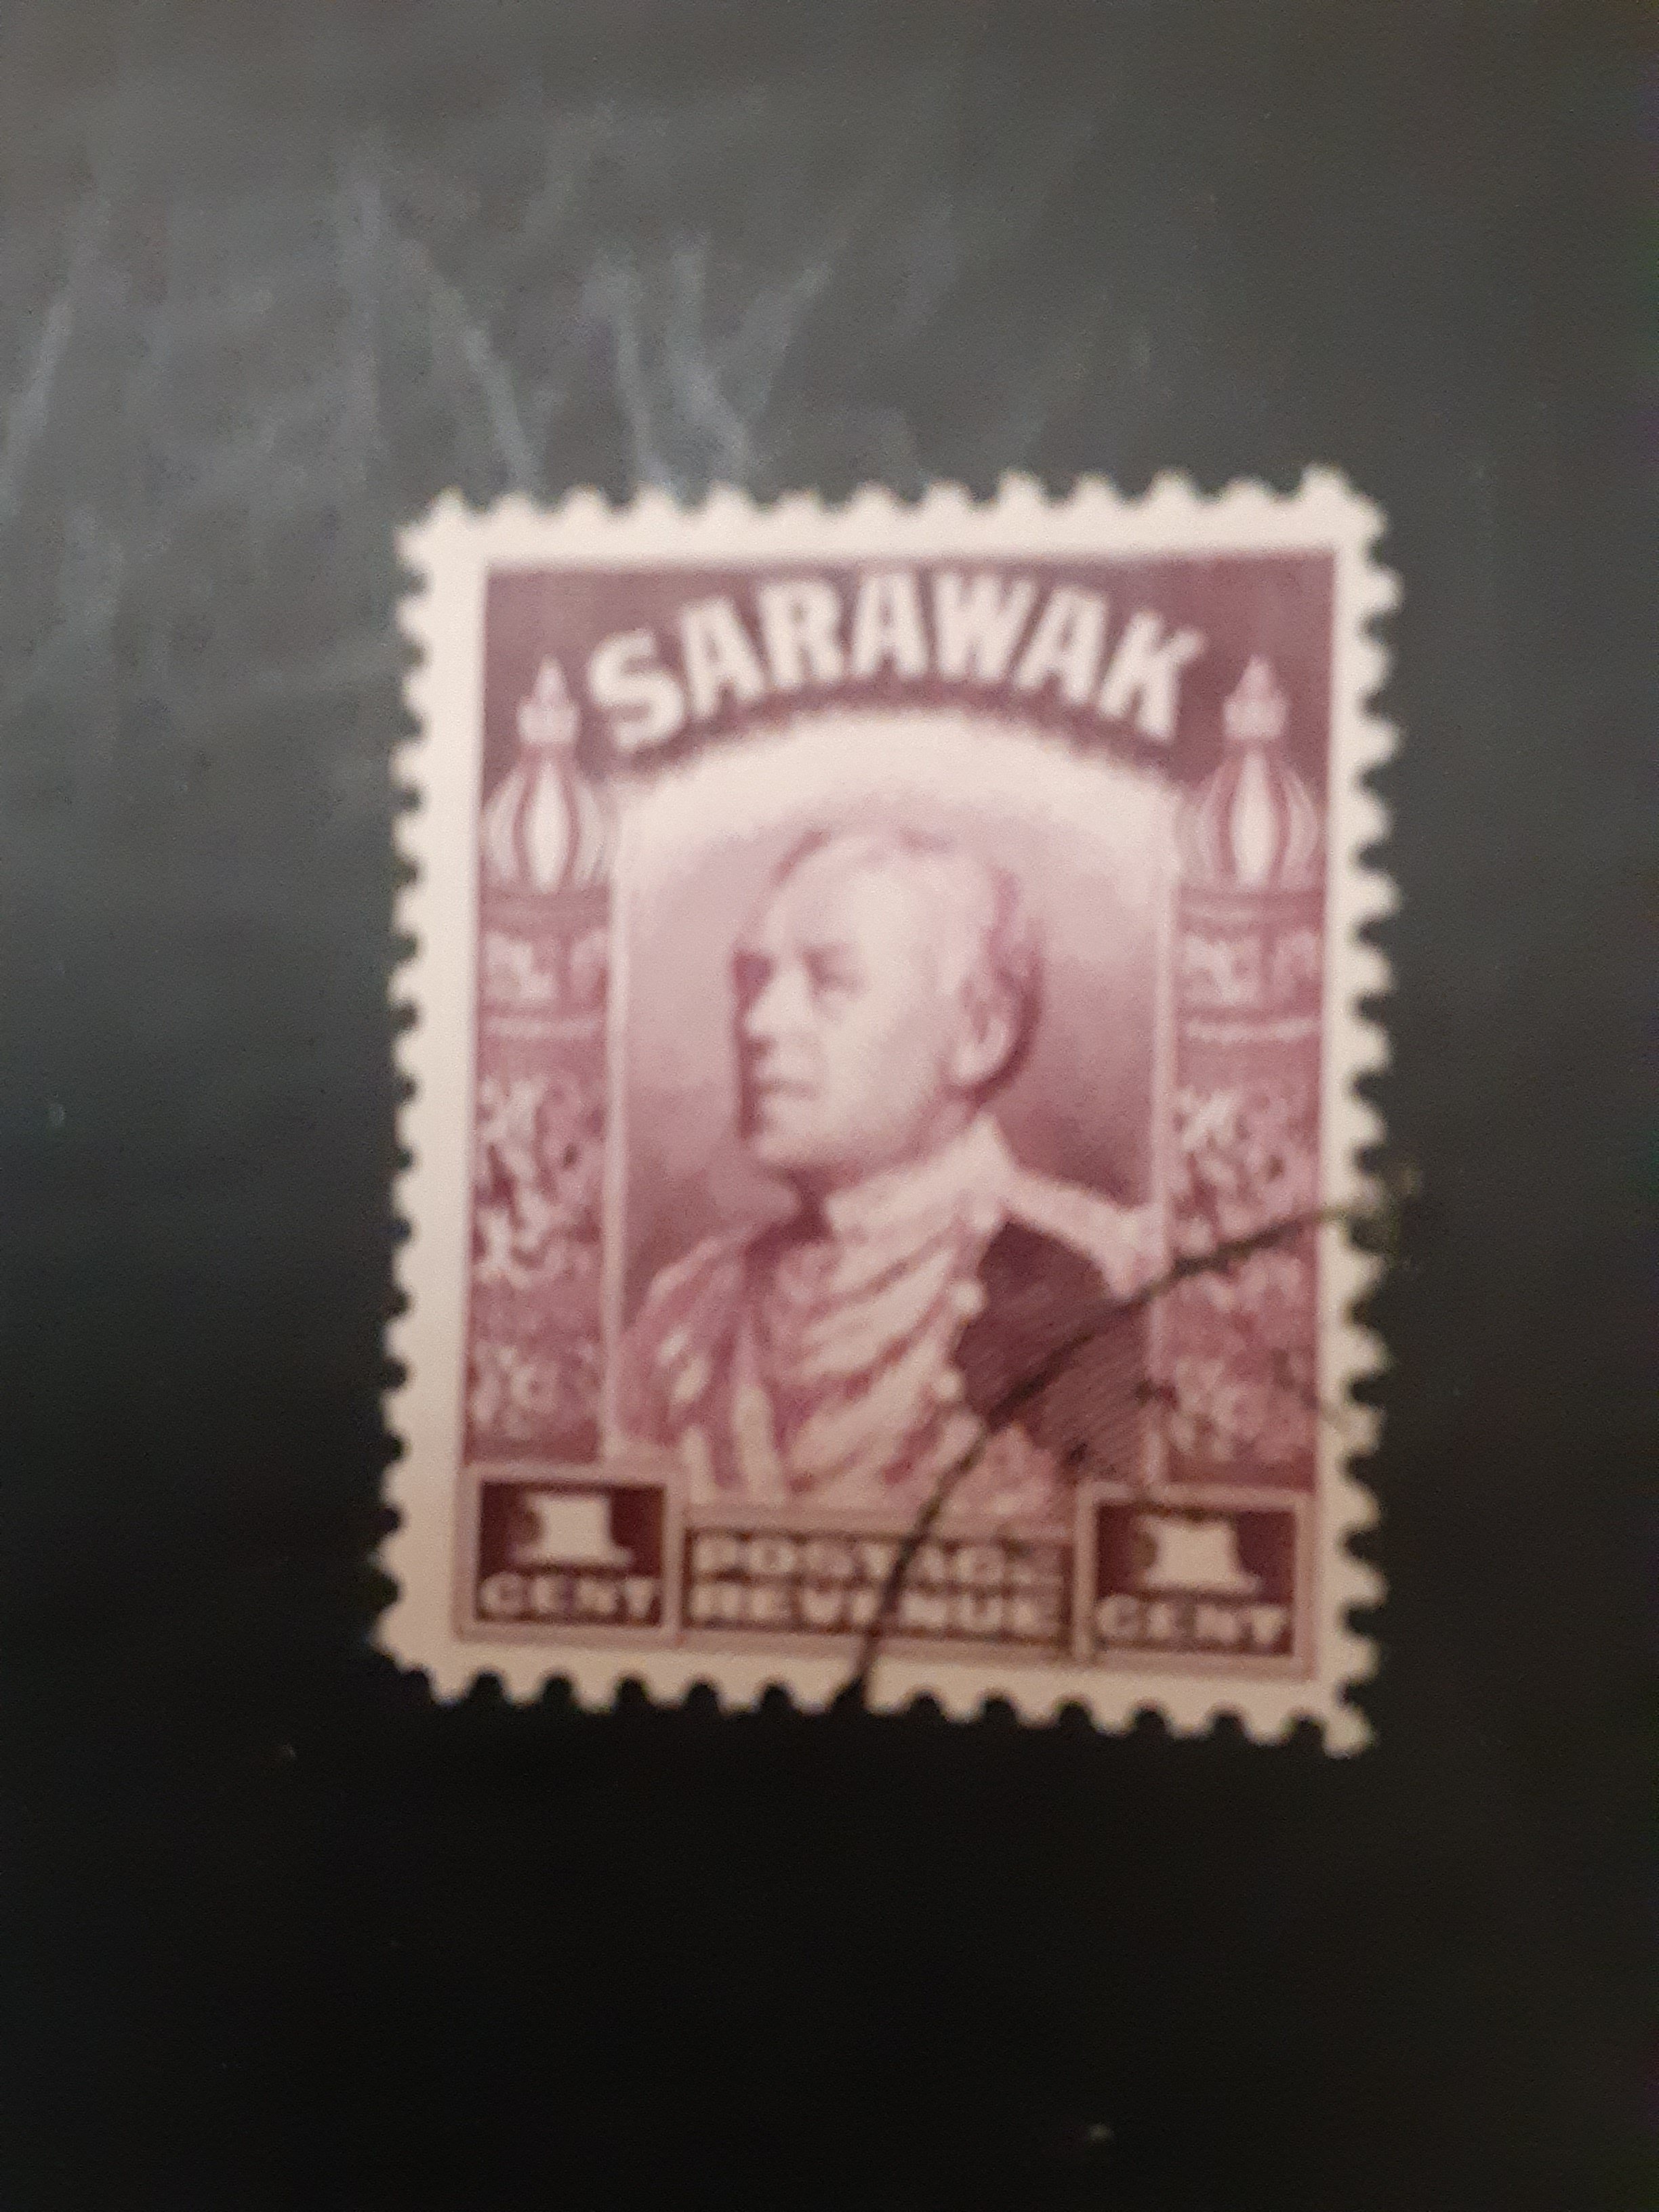 SARAWAK
1 1
CENT POSTAGE CENT
REVENUE